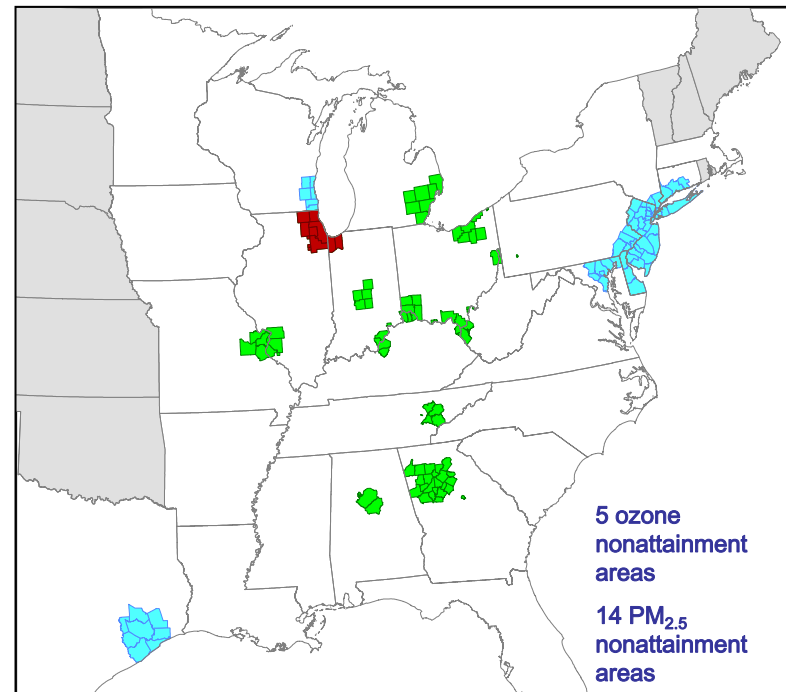 5 ozone
nonattainment
areas
14 PM₂.₅
nonattainment
areas